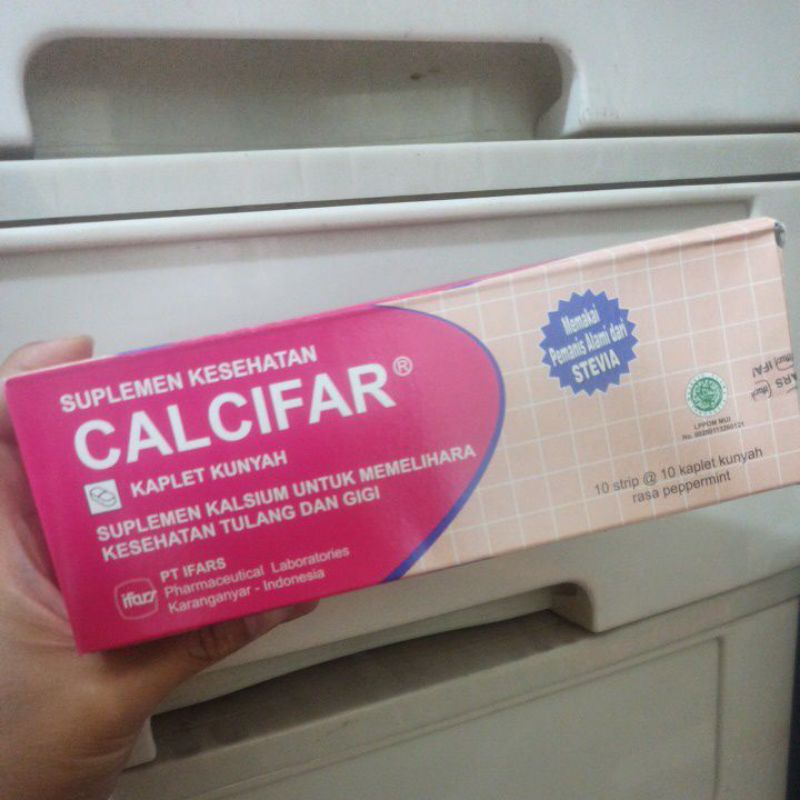 SUPLEMEN KESEHATAN
CALCIFAR®
KAPLET KUNYAH
SUPLEMEN KALSIUM UNTUK MEMELIHARA
KESEHATAN TULANG DAN GIGI
ifars
PT IFARS
Pharmaceutical Laboratories
Karanganyar - Indonesia
Memakai
Pemanis Alami dari
STEVIA
LPPOM MUI
10 strip @ 10 kaplet kunyah
rasa peppermint